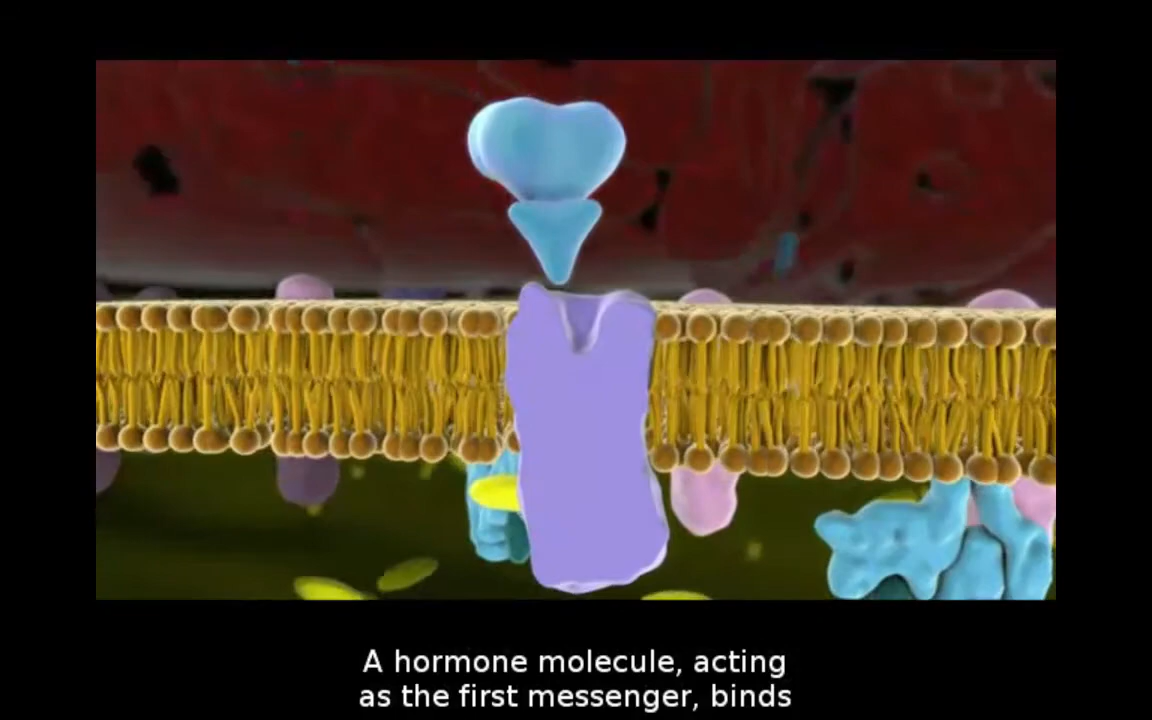 A hormone molecule, acting
as the first messenger, binds